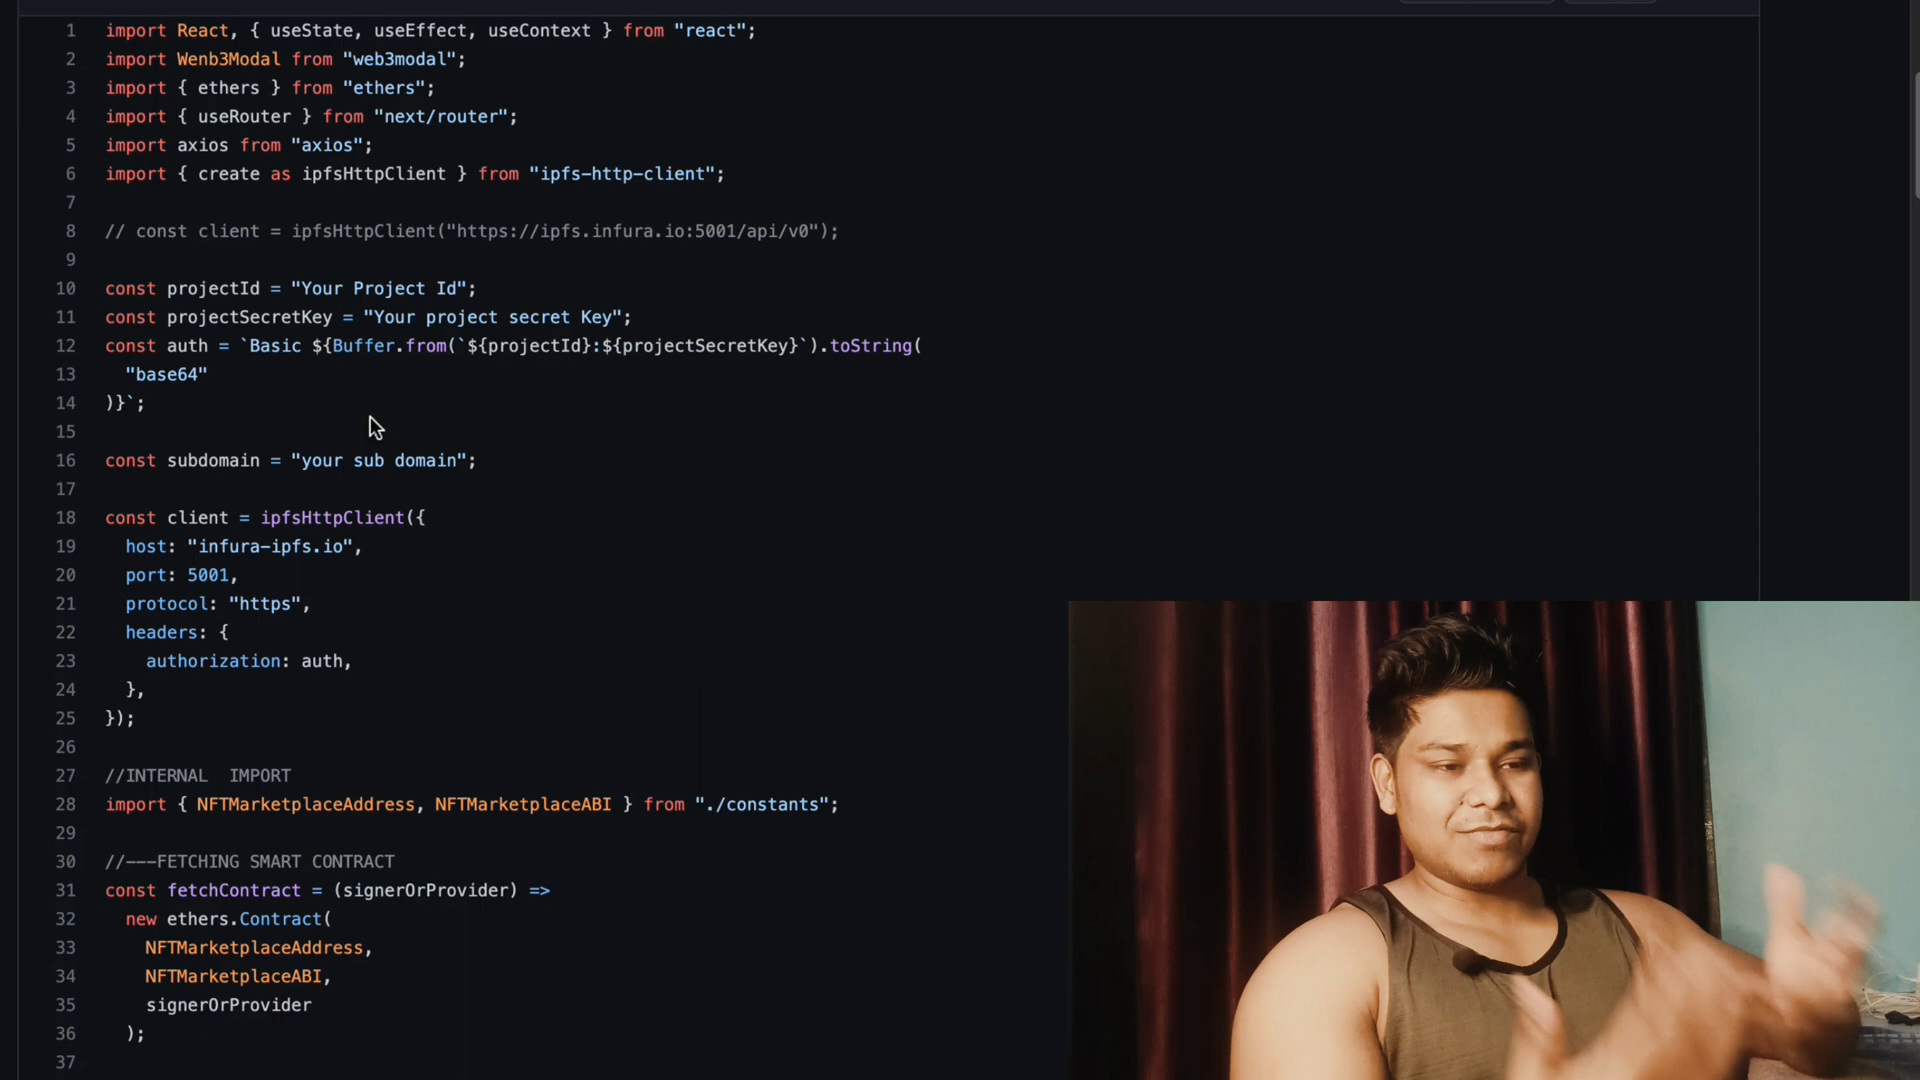 1 import React, { useState, useEffect, useContext } from "react";
2 import Wenb3Modal from "web3modal";
3 import { ethers } from "ethers";
4 import { useRouter } from "next/router";
5 import axios from "axios";
6 import { create as ipfsHttpClient } from "ipfs-http-client";
7
8 // const client = ipfsHttpClient("https://ipfs.infura.io:5001/api/v0");
9
10 const projectId = "Your Project Id";
11 const projectSecretKey = "Your project secret Key";
12 const auth = `Basic ${Buffer.from(`${projectId}:${projectSecretKey}`).toString(
13 "base64"
14 )}`;
15
16 const subdomain = "your sub domain";
17
18 const client = ipfsHttpClient({
19 host: "infura-ipfs.io",
20 port: 5001,
21 protocol: "https",
22 headers: {
23 authorization: auth,
24 },
25 });
26
27 //INTERNAL  IMPORT
28 import { NFTMarketplaceAddress, NFTMarketplaceABI } from "./constants";
29
30 //---FETCHING SMART CONTRACT
31 const fetchContract = (signerOrProvider) =>
32 new ethers.Contract(
33 NFTMarketplaceAddress,
34 NFTMarketplaceABI,
35 signerOrProvider
36 );
37